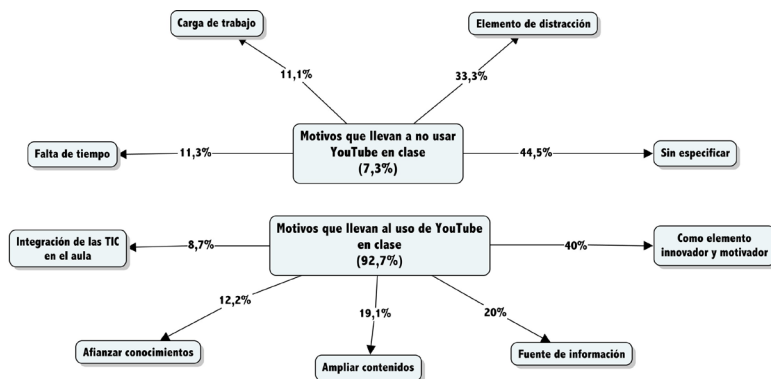 Carga de trabajo
Elemento de distracción
11,1%
33,3%
Motivos que llevan a no usar
YouTube en clase
(7,3%)
Falta de tiempo
11,3%
44,5%
Sin especificar
Motivos que llevan al uso de YouTube
en clase
(92,7%)
Integración de las TIC
en el aula
8,7%
40%
Como elemento
innovador y motivador
12,2%
19,1%
20%
Afianzar conocimientos
Ampliar contenidos
Fuente de información